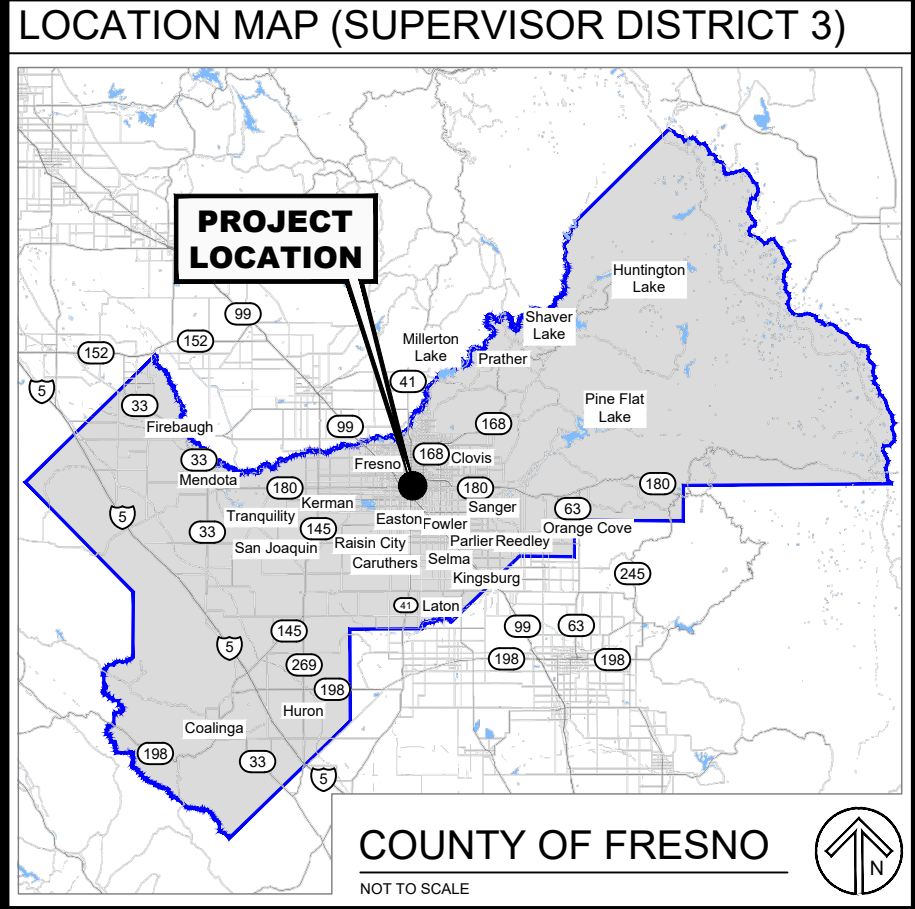 LOCATION MAP (SUPERVISOR DISTRICT 3)
PROJECT
LOCATION
Huntington
Lake
99
Shaver
Lake
152
152
Millerton
Lake
Prather
41
5
33
Pine Flat
Lake
Firebaugh
99
168
33
Fresno
168
Clovis
Mendota
180
180
180
Kerman
Sanger
63
Tranquility
Easton
Fowler
5
33
145
Orange Cove
San Joaquin
Raisin City
Parlier
Reedley
Caruthers
Selma
Kingsburg
245
41
Laton
145
99
63
5
269
198
198
198
Huron
Coalinga
198
33
5
COUNTY OF FRESNO
NOT TO SCALE
N